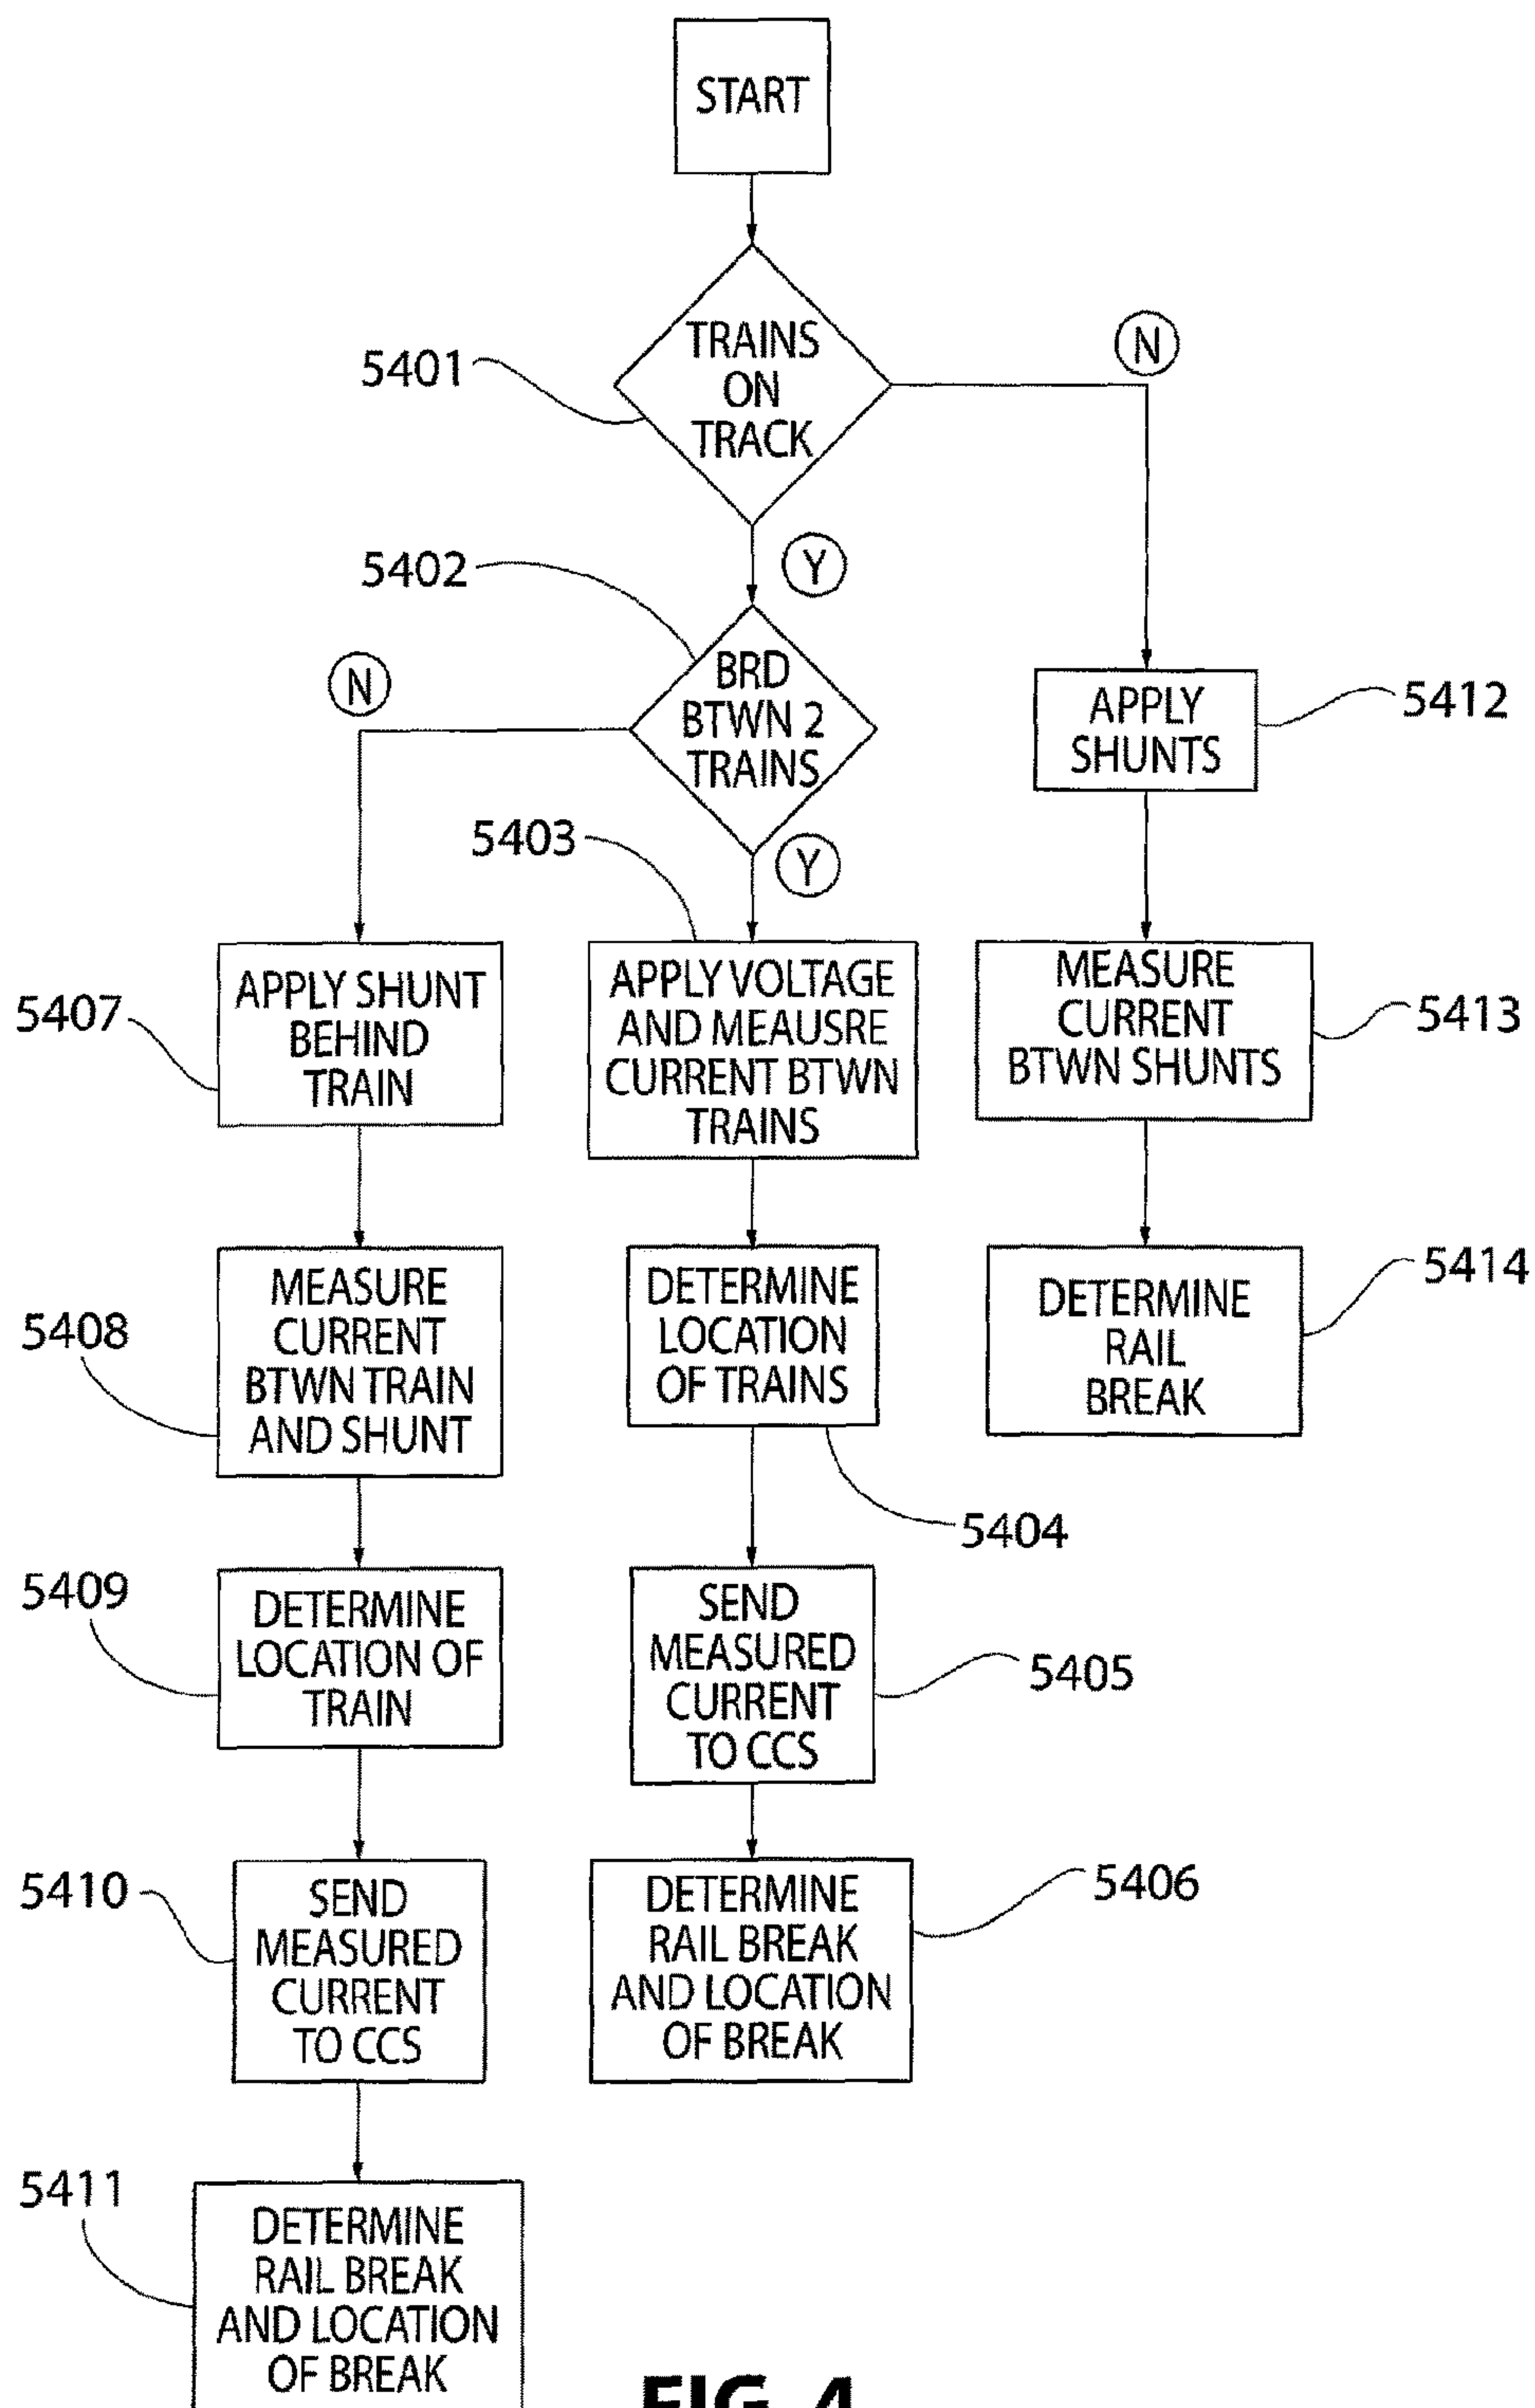 START
5401
TRAINS
ON
TRACK
N
5402
Y
BRD
BTWN 2
TRAINS
N
Y
5412
APPLY
SHUNTS
5403
5407
APPLY SHUNT
BEHIND
TRAIN
APPLY VOLTAGE
AND MEAUSRE
CURRENT BTWN
TRAINS
MEASURE
CURRENT
BTWN SHUNTS
5413
5408
MEASURE
CURRENT
BTWN TRAIN
AND SHUNT
DETERMINE
LOCATION
OF TRAINS
5404
DETERMINE
RAIL
BREAK
5414
5409
DETERMINE
LOCATION OF
TRAIN
SEND
MEASURED
CURRENT
TO CCS
5405
5410
SEND
MEASURED
CURRENT
TO CCS
DETERMINE
RAIL BREAK
AND LOCATION
OF BREAK
5406
5411
DETERMINE
RAIL BREAK
AND LOCATION
OF BREAK
FIG. 4